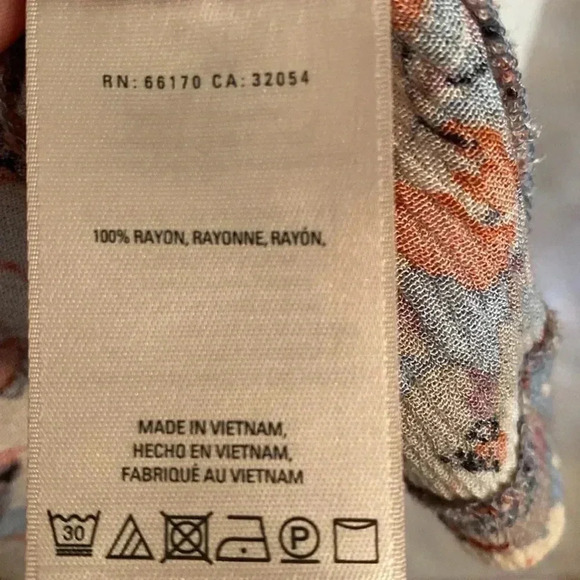 RN: 66170 CA: 32054
100% RAYON, RAYONNE, RAYÓN,
MADE IN VIETNAM,
HECHO EN VIETNAM,
FABRIQUÉ AU VIETNAM
30 P